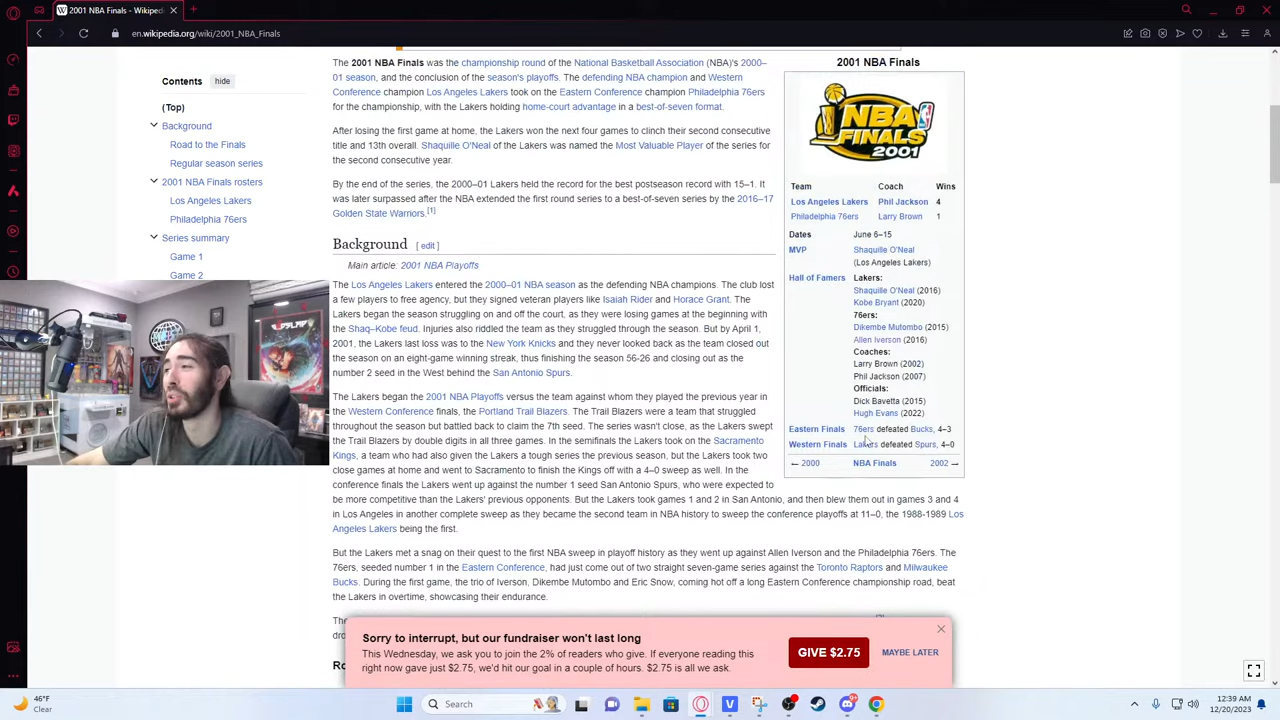 W 2001 NBA Finals - Wikipedia
en.wikipedia.org/wiki/2001_NBA_Finals
Contents hide
(Top)
Background
Road to the Finals
Regular season series
2001 NBA Finals rosters
Los Angeles Lakers
Philadelphia 76ers
Series summary
Game 1
Game 2
The 2001 NBA Finals was the championship round of the National Basketball Association (NBA)'s 2000–
01 season, and the conclusion of the season's playoffs. The defending NBA champion and Western
Conference champion Los Angeles Lakers took on the Eastern Conference champion Philadelphia 76ers
for the championship, with the Lakers holding home-court advantage in a best-of-seven format.
After losing the first game at home, the Lakers won the next four games to clinch their second consecutive
title and 13th overall. Shaquille O'Neal of the Lakers was named the Most Valuable Player of the series for
the second consecutive year.
By the end of the series, the 2000–01 Lakers held the record for the best postseason record with 15–1. It
was later surpassed after the NBA extended the first round series to a best-of-seven series by the 2016–17
Golden State Warriors.[1]
Background [ edit ]
Main article: 2001 NBA Playoffs
The Los Angeles Lakers entered the 2000–01 NBA season as the defending NBA champions. The club lost
a few players to free agency, but they signed veteran players like Isaiah Rider and Horace Grant. The
Lakers began the season struggling on and off the court, as they were losing games at the beginning with
the Shaq–Kobe feud. Injuries also riddled the team as they struggled through the season. But by April 1,
2001, the Lakers last loss was to the New York Knicks and they never looked back as the team closed out
the season on an eight-game winning streak, thus finishing the season 56-26 and closing out as the
number 2 seed in the West behind the San Antonio Spurs.
The Lakers began the 2001 NBA Playoffs versus the team against whom they played the previous year in
the Western Conference finals, the Portland Trail Blazers. The Trail Blazers were a team that struggled
throughout the season but battled back to claim the 7th seed. The series wasn't close, as the Lakers swept
the Trail Blazers by double digits in all three games. In the semifinals the Lakers took on the Sacramento
Kings, a team who had also given the Lakers a tough series the previous season, but the Lakers took two
close games at home and went to Sacramento to finish the Kings off with a 4–0 sweep as well. In the
conference finals the Lakers went up against the number 1 seed San Antonio Spurs, who were expected to
be more competitive than the Lakers' previous opponents. But the Lakers took games 1 and 2 in San Antonio, and then blew them out in games 3 and 4
in Los Angeles in another complete sweep as they became the second team in NBA history to sweep the conference playoffs at 11–0, the 1988-1989 Los
Angeles Lakers being the first.
But the Lakers met a snag on their quest to the first NBA sweep in playoff history as they went up against Allen Iverson and the Philadelphia 76ers. The
76ers, seeded number 1 in the Eastern Conference, had just come out of two straight seven-game series against the Toronto Raptors and Milwaukee
Bucks. During the first game, the trio of Iverson, Dikembe Mutombo and Eric Snow, coming hot off a long Eastern Conference championship road, beat
the Lakers in overtime, showcasing their endurance.
2001 NBA Finals
NBA
FINALS
2001
Team Coach Wins
Los Angeles Lakers Phil Jackson 4
Philadelphia 76ers Larry Brown 1
Dates June 6–15
MVP Shaquille O'Neal
(Los Angeles Lakers)
Hall of Famers Lakers:
Shaquille O'Neal (2016)
Kobe Bryant (2020)
76ers:
Dikembe Mutombo (2015)
Allen Iverson (2016)
Coaches:
Larry Brown (2002)
Phil Jackson (2007)
Officials:
Dick Bavetta (2015)
Hugh Evans (2022)
Eastern Finals 76ers defeated Bucks, 4–3
Western Finals Lakers defeated Spurs, 4–0
← 2000 NBA Finals 2002 →
Sorry to interrupt, but our fundraiser won't last long
This Wednesday, we ask you to join the 2% of readers who give. If everyone reading this
right now gave just $2.75, we'd hit our goal in a couple of hours. $2.75 is all we ask.
GIVE $2.75
MAYBE LATER
46°F
Clear
Search
12:39 AM
12/20/2023